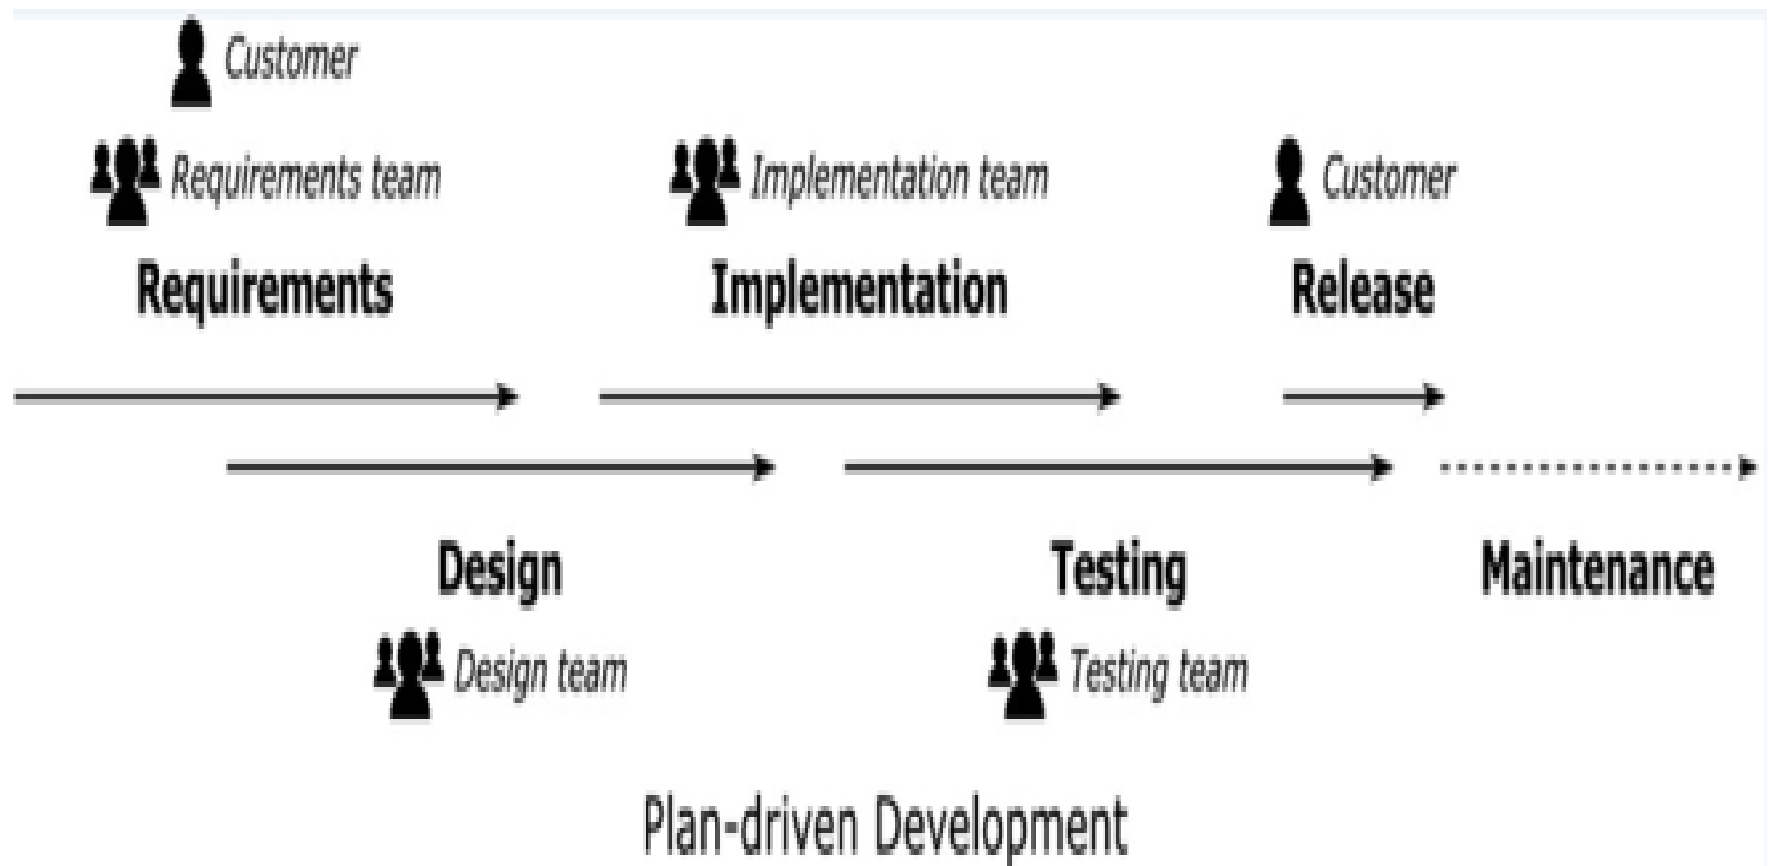 Customer
Requirements team
Implementation team
Customer
Requirements
Implementation
Release
Design
Testing
Maintenance
Design team
Testing team
Plan-driven Development